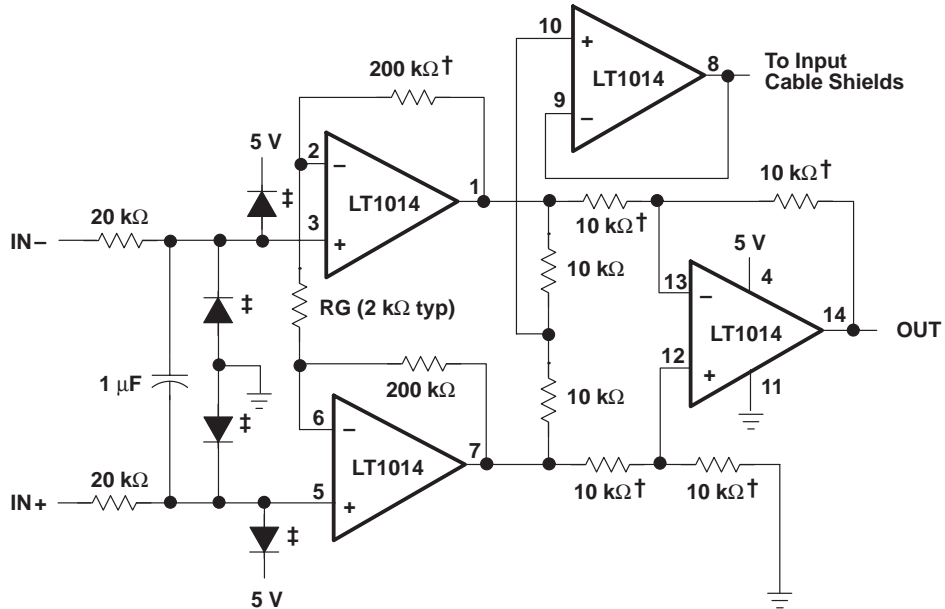 10
+
LT1014
8
To Input
Cable Shields
9
−
200 kΩ†
5 V
2
−
1
LT1014
3
+
‡
20 kΩ
IN−
10 kΩ†
10 kΩ†
10 kΩ
5 V
4
13
−
14
LT1014
OUT
12
+
11
‡
RG (2 kΩ typ)
1 μF
200 kΩ
10 kΩ
‡
6
−
7
LT1014
5
+
20 kΩ
IN+
10 kΩ†
10 kΩ†
‡
5 V